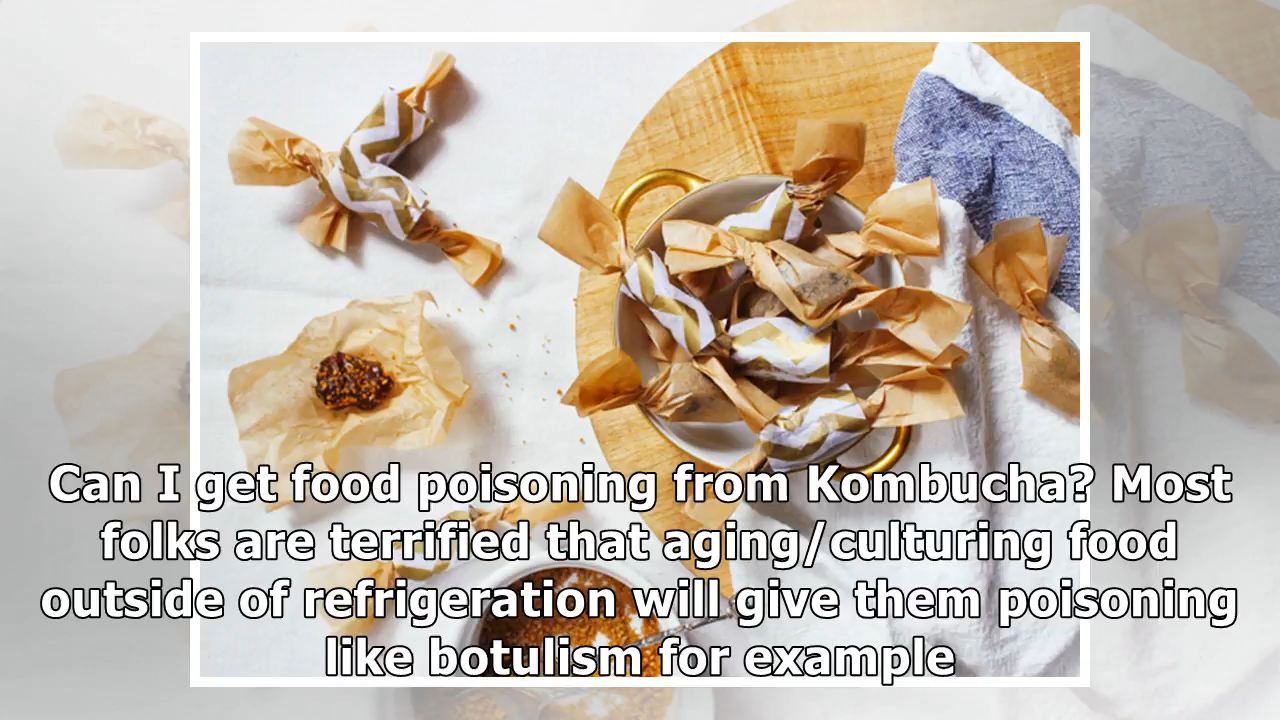 Can I get food poisoning from Kombucha? Most
folks are terrified that aging/culturing food
outside of refrigeration will give them poisoning
like botulism for example